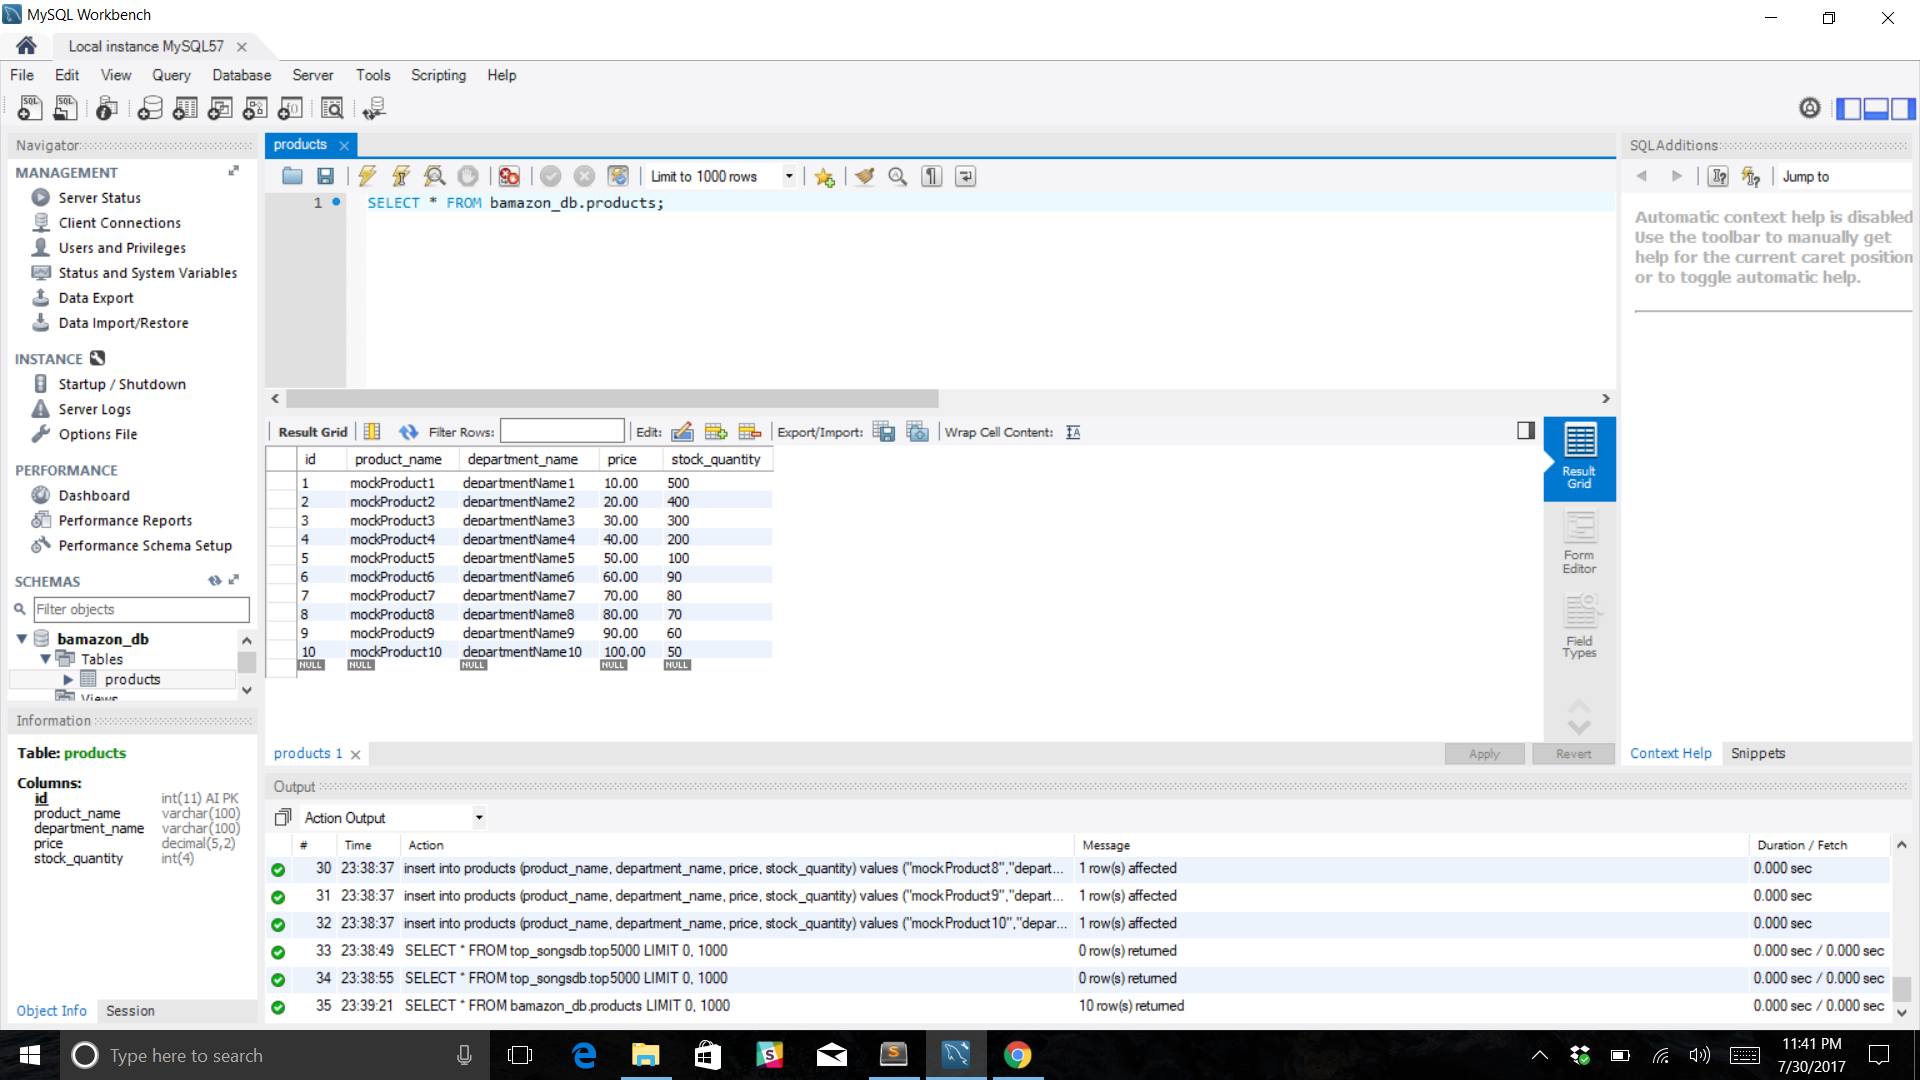 MySQL Workbench
Local instance MySQL57
File Edit View Query Database Server Tools Scripting Help
Navigator
MANAGEMENT
Server Status
Client Connections
Users and Privileges
Status and System Variables
Data Export
Data Import/Restore
INSTANCE
Startup / Shutdown
Server Logs
Options File
PERFORMANCE
Dashboard
Performance Reports
Performance Schema Setup
SCHEMAS
Filter objects
bamazon_db
Tables
products
Views
Information
Table: products
Columns:
id int(11) AI PK
product_name varchar(100)
department_name varchar(100)
price decimal(5,2)
stock_quantity int(4)
Object Info Session
products
Limit to 1000 rows
1 SELECT * FROM bamazon_db.products;
Result Grid Filter Rows: Edit: Export/Import: Wrap Cell Content:
id product_name department_name price stock_quantity
1 mockProduct1 departmentName1 10.00 500
2 mockProduct2 departmentName2 20.00 400
3 mockProduct3 departmentName3 30.00 300
4 mockProduct4 departmentName4 40.00 200
5 mockProduct5 departmentName5 50.00 100
6 mockProduct6 departmentName6 60.00 90
7 mockProduct7 departmentName7 70.00 80
8 mockProduct8 departmentName8 80.00 70
9 mockProduct9 departmentName9 90.00 60
10 mockProduct10 departmentName10 100.00 50
NULL NULL NULL NULL NULL
Result
Grid
Form
Editor
Field
Types
products 1
Apply Revert
SQLAdditions
Jump to
Automatic context help is disabled
Use the toolbar to manually get
help for the current caret position
or to toggle automatic help.
Context Help Snippets
Output
Action Output
# Time Action Message Duration / Fetch
30 23:38:37 insert into products (product_name, department_name, price, stock_quantity) values ("mockProduct8","depart... 1 row(s) affected 0.000 sec
31 23:38:37 insert into products (product_name, department_name, price, stock_quantity) values ("mockProduct9","depart... 1 row(s) affected 0.000 sec
32 23:38:37 insert into products (product_name, department_name, price, stock_quantity) values ("mockProduct10","depar... 1 row(s) affected 0.000 sec
33 23:38:49 SELECT * FROM top_songsdb.top5000 LIMIT 0, 1000 0 row(s) returned 0.000 sec / 0.000 sec
34 23:38:55 SELECT * FROM top_songsdb.top5000 LIMIT 0, 1000 0 row(s) returned 0.000 sec / 0.000 sec
35 23:39:21 SELECT * FROM bamazon_db.products LIMIT 0, 1000 10 row(s) returned 0.000 sec / 0.000 sec
Type here to search
11:41 PM
7/30/2017